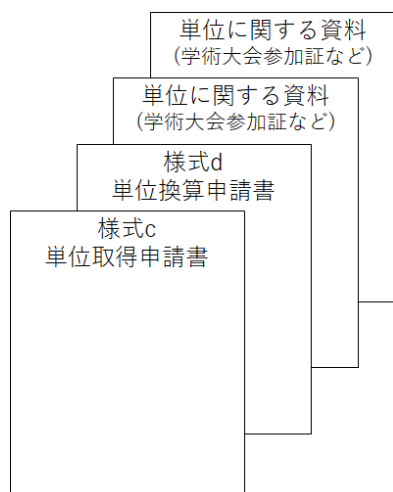 単位に関する資料
(学術大会参加証など)
単位に関する資料
(学術大会参加証など)
様式d
単位換算申請書
様式c
単位取得申請書